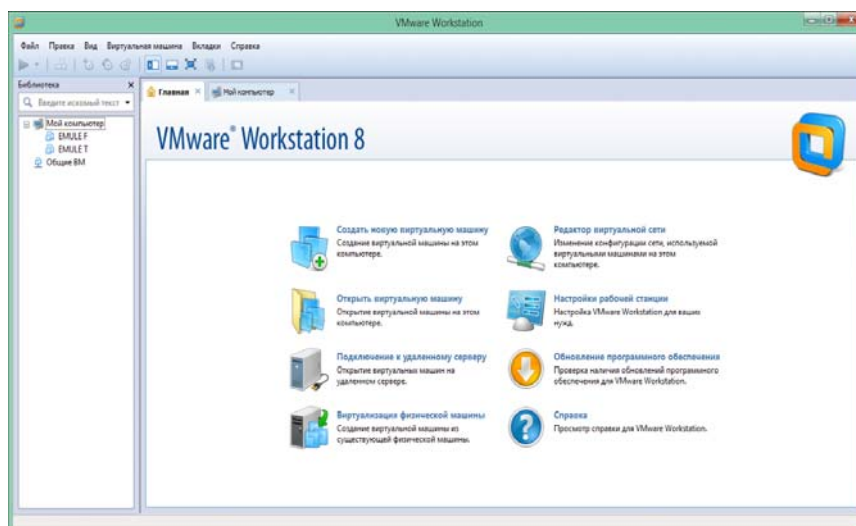 VMware Workstation
Файл Правка Вид Виртуальная машина Вкладки Справка
Библиотека
Введите искомый текст
Главная
Мой компьютер
Мой компьютер
EMULE F
EMULE T
Общие ВМ
VMware® Workstation 8
Создать новую виртуальную машину
Создание виртуальной машины на этом
компьютере.
Открыть виртуальную машину
Открытие виртуальной машины на этом
компьютере.
Подключение к удаленному серверу
Открытие виртуальных машин на
удаленном сервере.
Виртуализация физической машины
Создание виртуальной машины из
существующей физической машины.
Редактор виртуальной сети
Изменение конфигурации сети, используемой
виртуальными машинами на этом
компьютере.
Настройки рабочей станции
Настройка VMware Workstation для ваших
нужд.
Обновление программного обеспечения
Проверка наличия обновлений программного
обеспечения для VMware Workstation.
Справка
Просмотр справки для VMware Workstation.